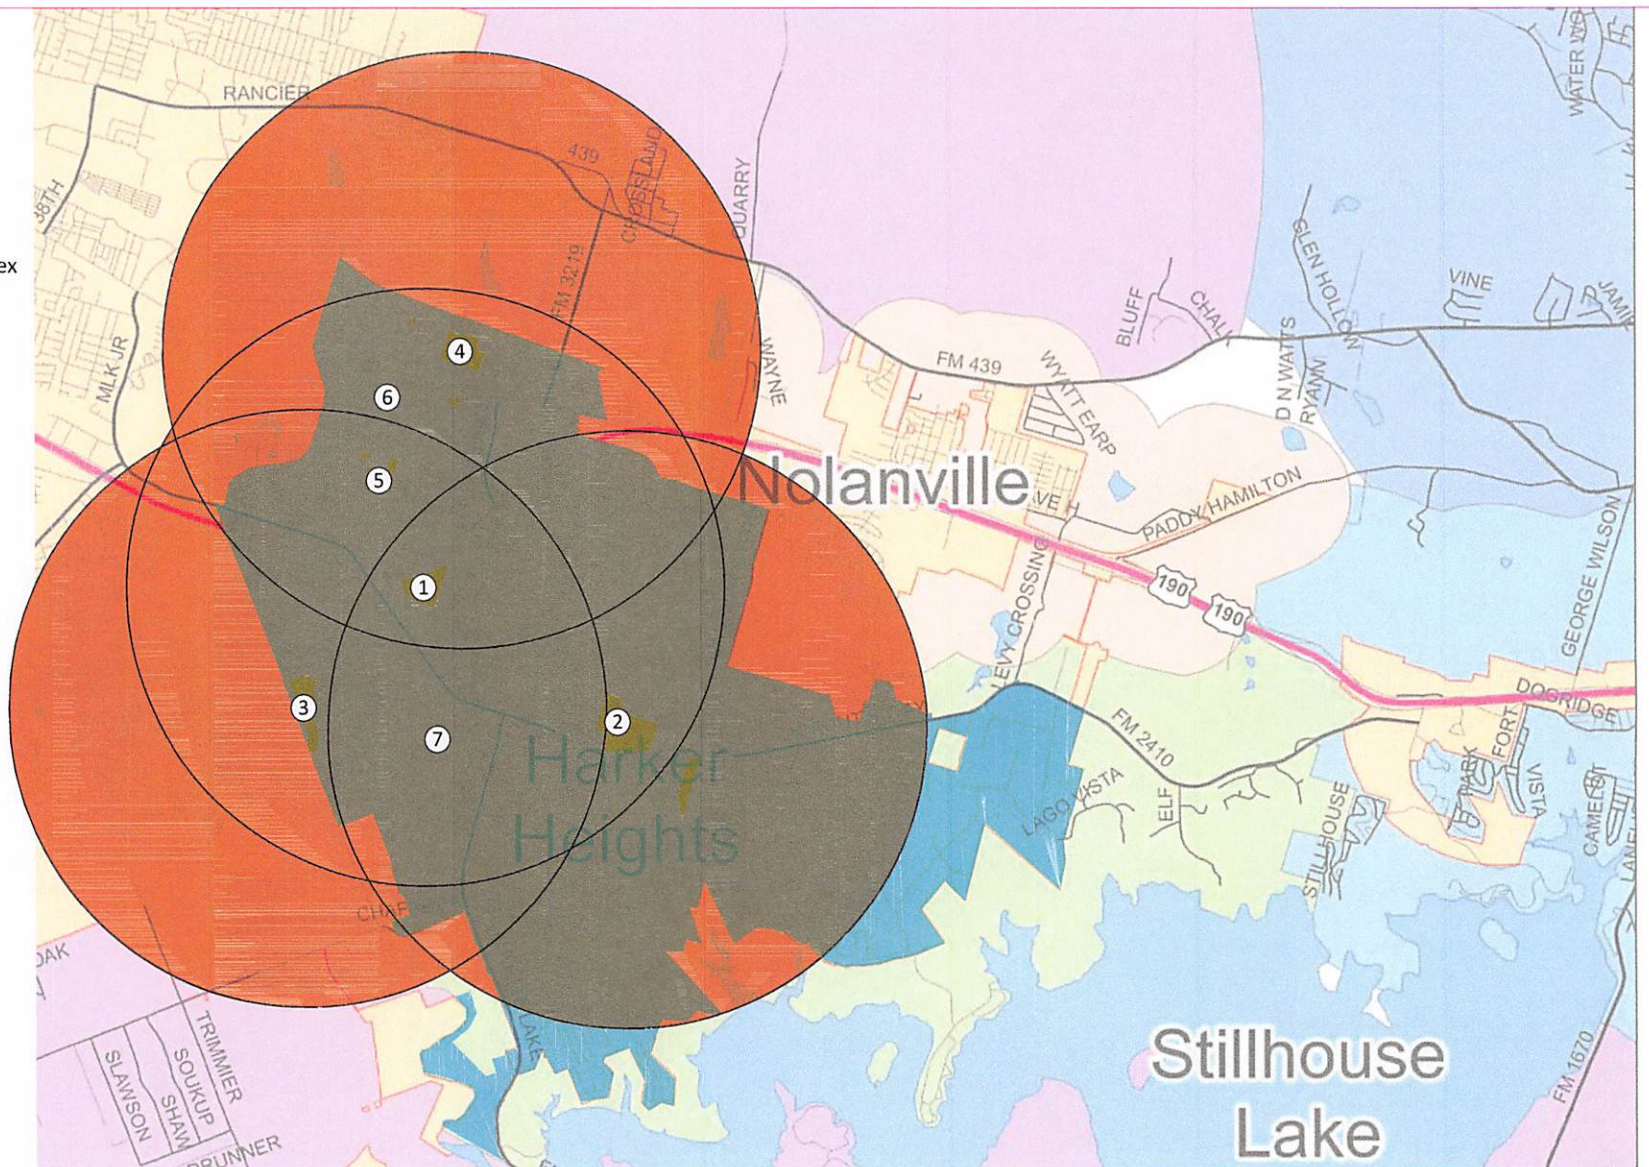 RANCIER
439
CROSSLAND
QUARRY
38TH
ex
FM 3219
MLK JR
WAYNE
4
6
5
1
3
2
7
Harker
Heights
Nolanville
FM 439
WYATT EARP
BLUFF
CHALK
GLEN HOLLOW
VINE
JAMIE
WATER WO
D N WATTS
RYANN
AVE H
PADDY HAMILTON
LEVY CROSSING
190
190
GEORGE WILSON
DOGRIDGE
FM 2410
LAGO VISTA
ELF
STILLHOUSE
PARK
FORT
VISTA
CAMELOT
OAK
TRIMMIER
SOUKUP
SHAW
SLAWSON
LAKE
Stillhouse
Lake
FM 1670